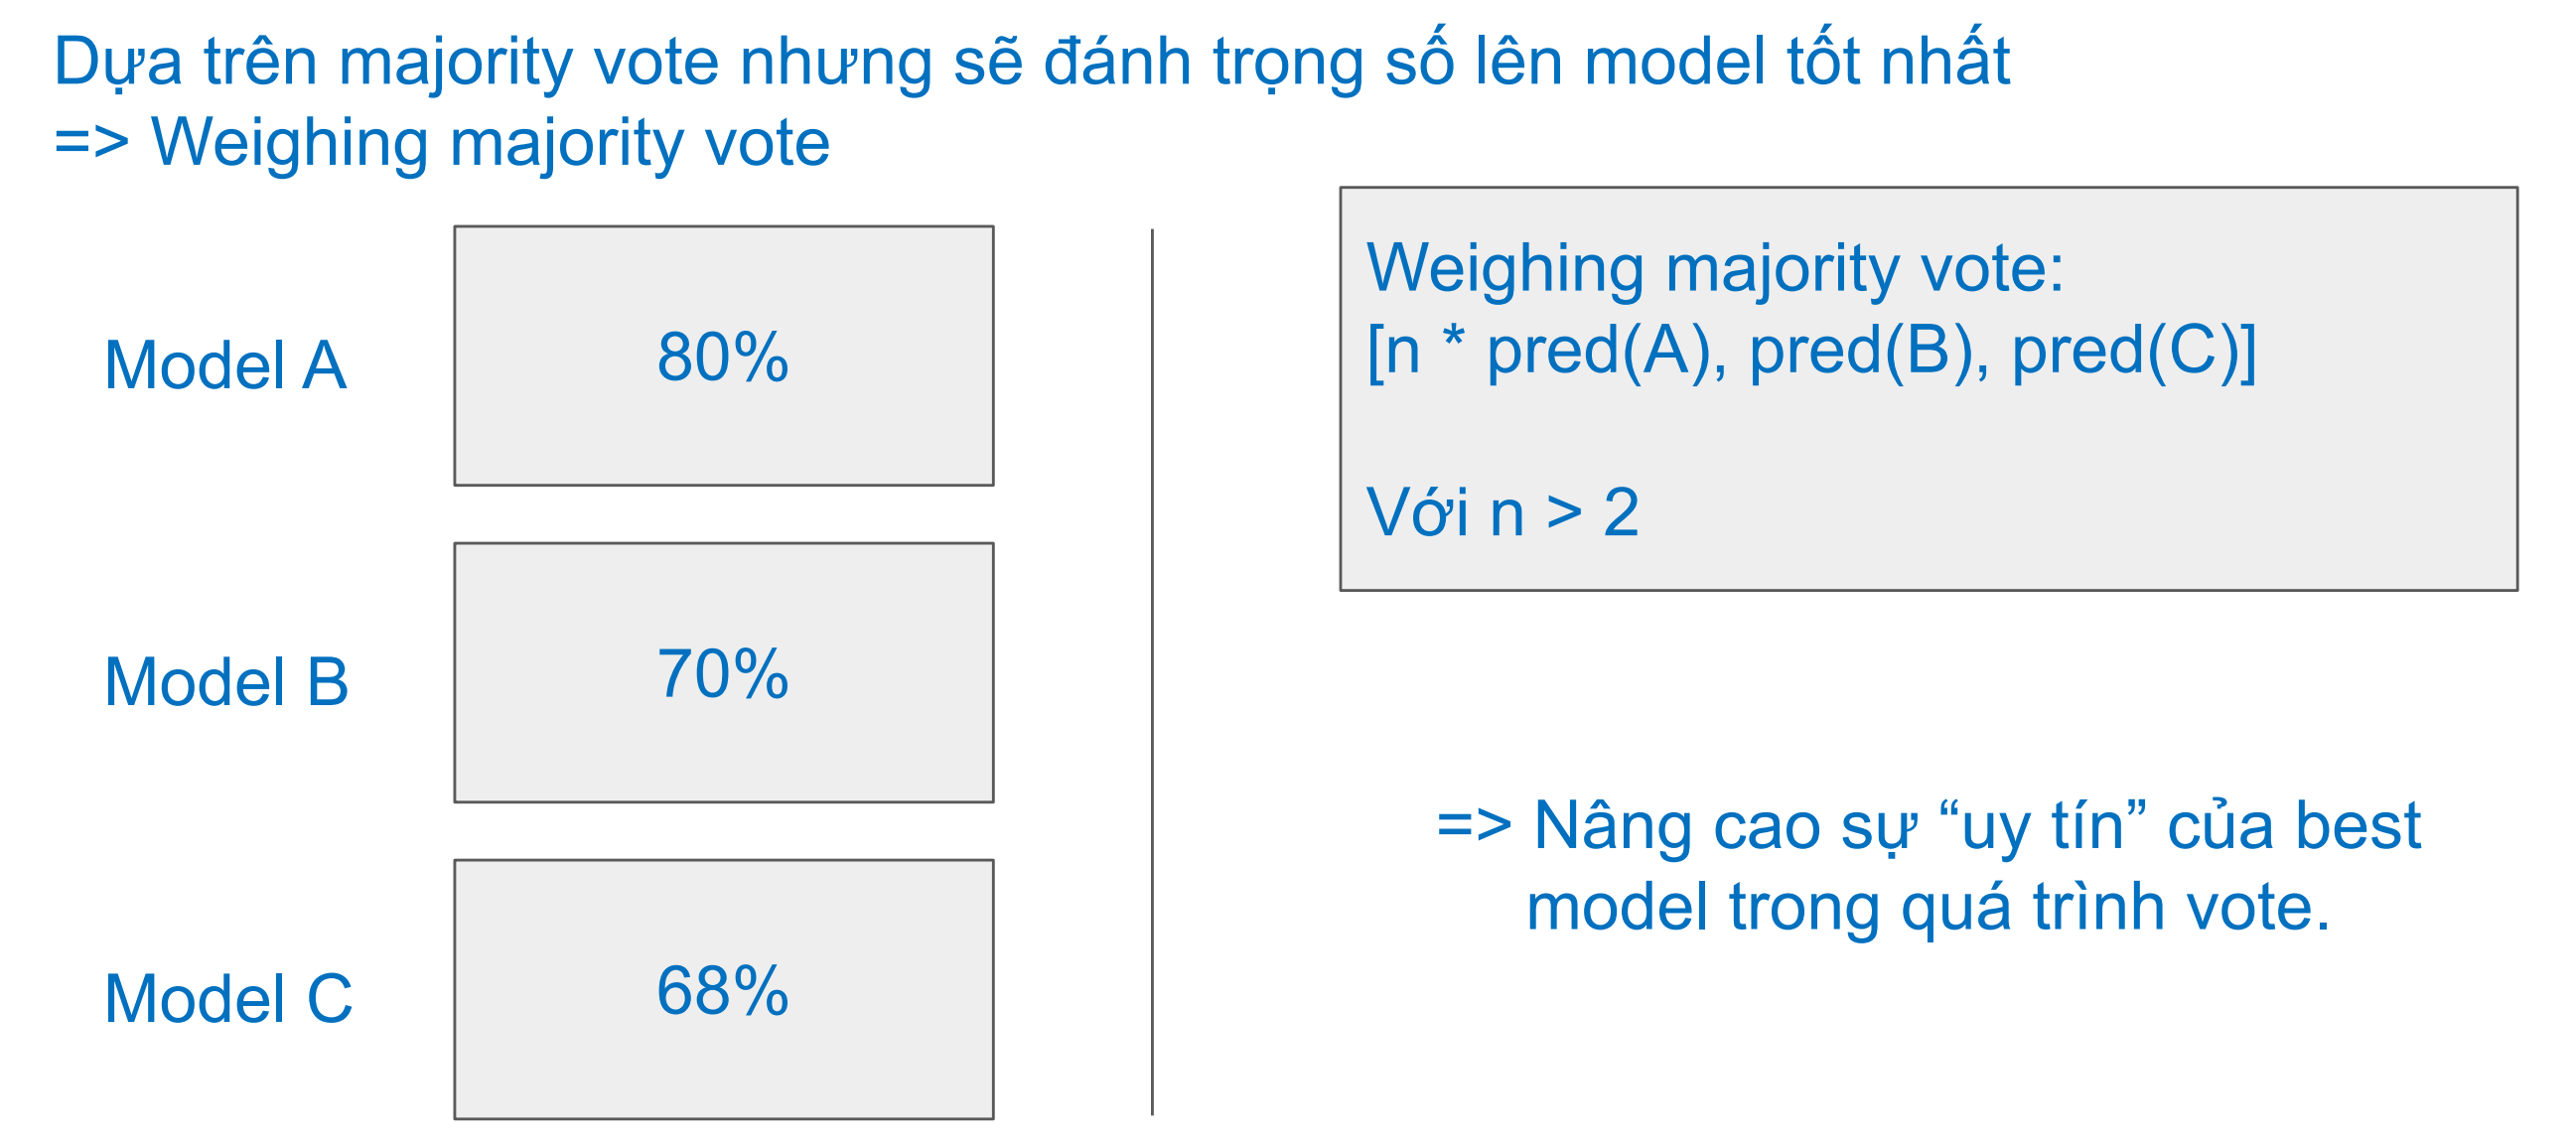 Dựa trên majority vote nhưng sẽ đánh trọng số lên model tốt nhất
=> Weighing majority vote
Model A
80%
Model B
70%
Model C
68%
Weighing majority vote:
[n * pred(A), pred(B), pred(C)]
Với n > 2
=> Nâng cao sự “uy tín” của best
model trong quá trình vote.